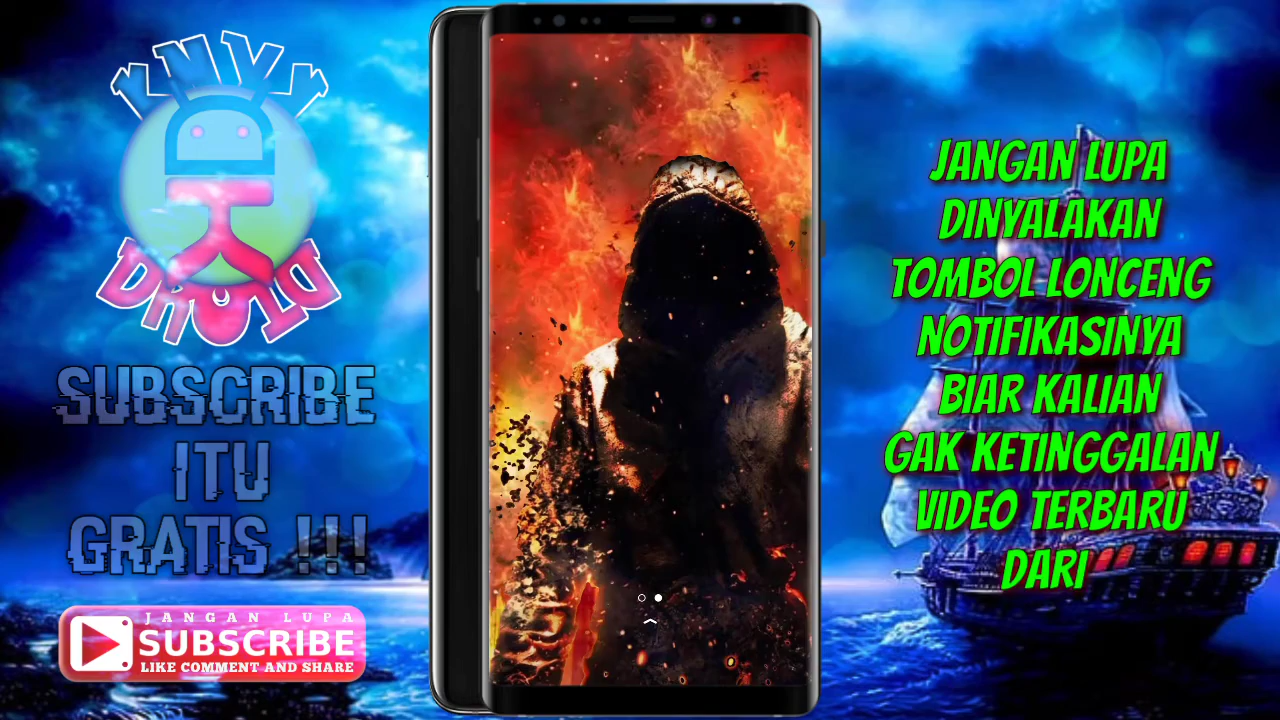 SUBSCRIBE
ITU
GRATIS !!!
JANGAN LUPA
SUBSCRIBE
LIKE COMMENT AND SHARE
JANGAN LUPA
DINYALAKAN
TOMBOL LONCENG
NOTIFIKASINYA
BIAR KALIAN
GAK KETINGGALAN
VIDEO TERBARU
DARI